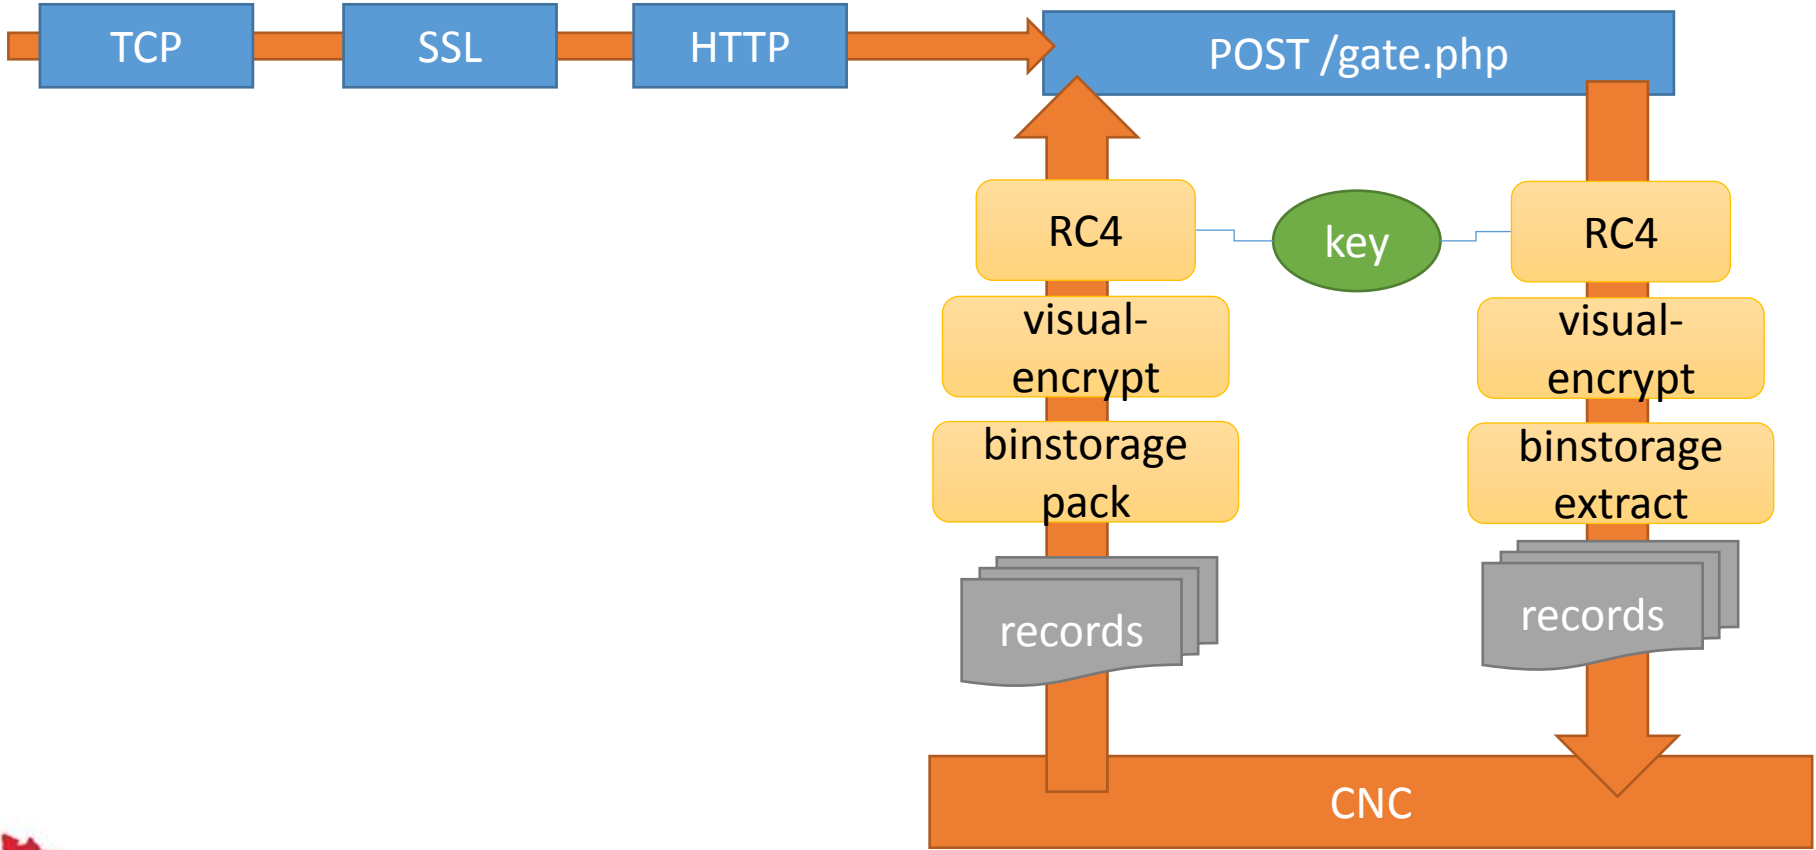 TCP
SSL
HTTP
POST /gate.php
RC4
key
RC4
visual-
encrypt
visual-
encrypt
binstorage
pack
binstorage
extract
records
records
CNC